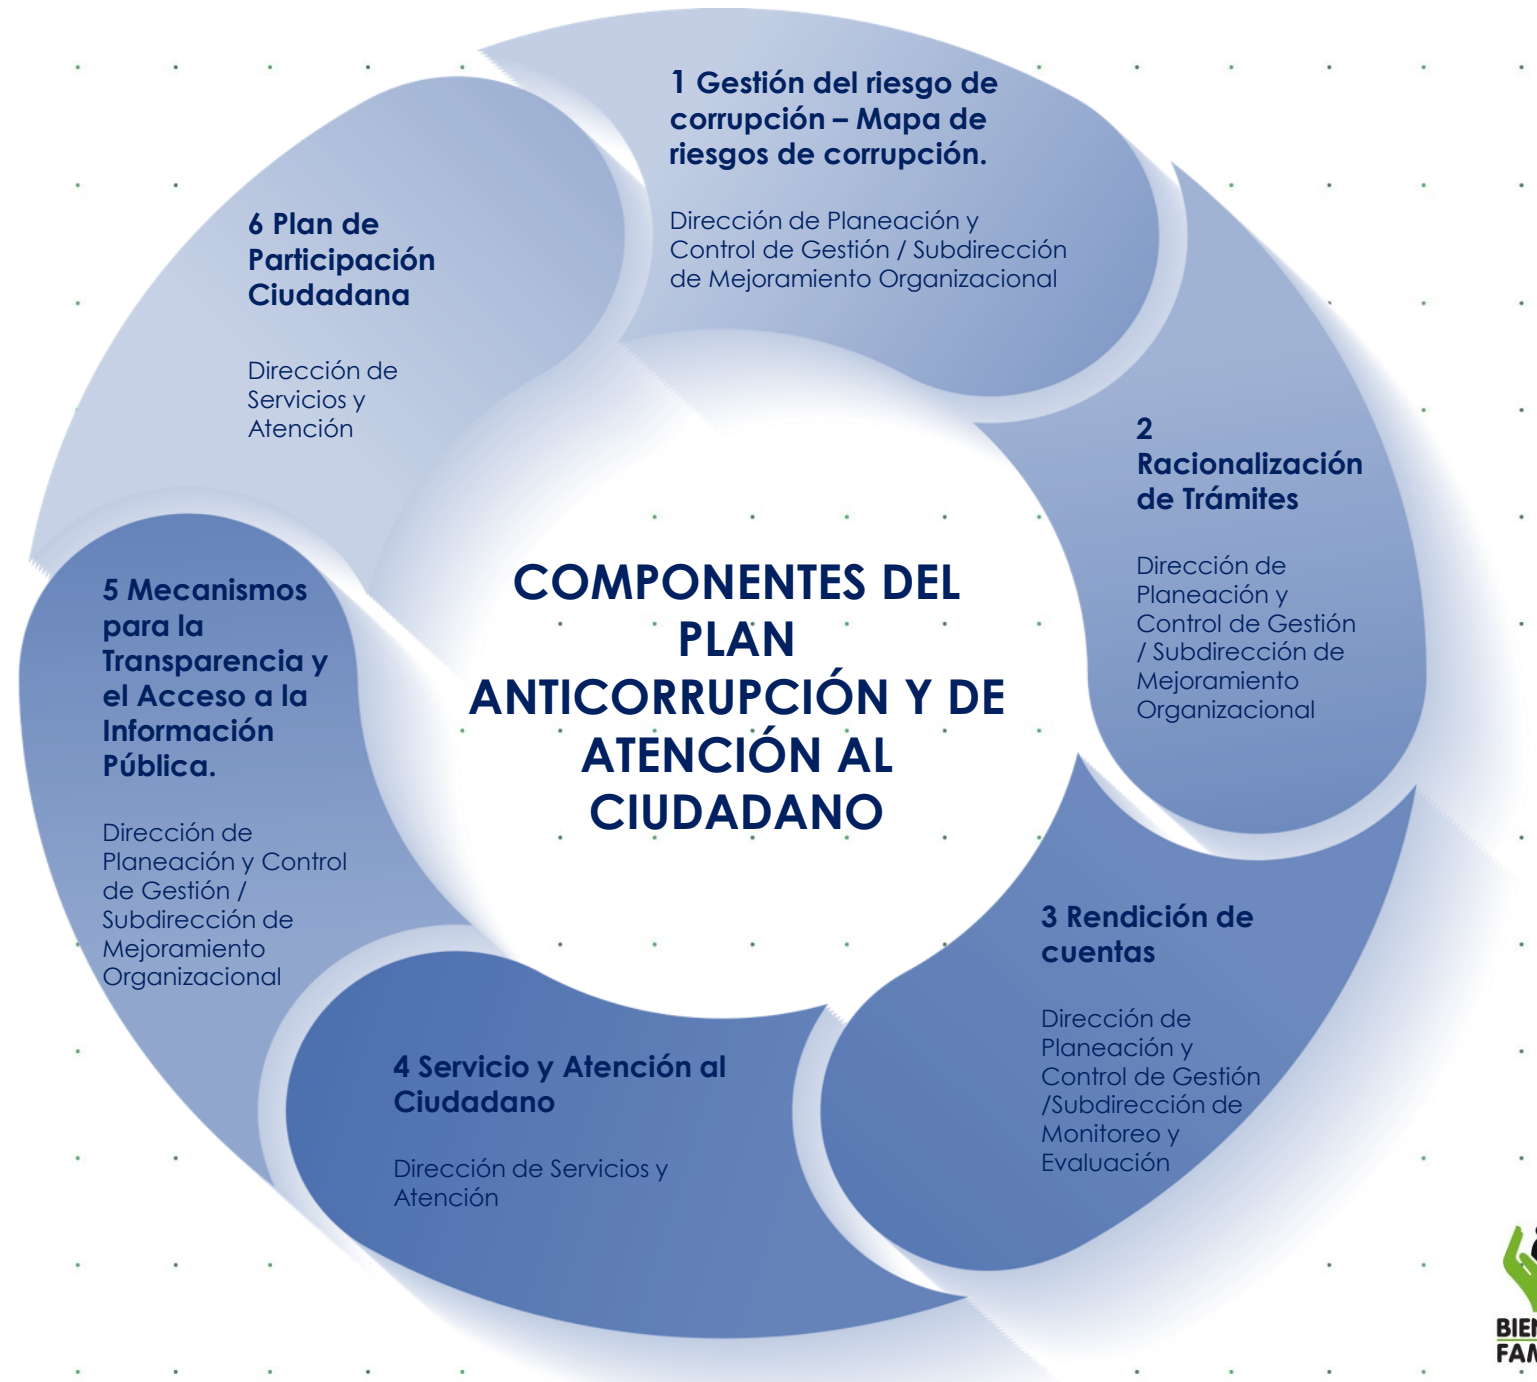 1 Gestión del riesgo de
corrupción – Mapa de
riesgos de corrupción.
Dirección de Planeación y
Control de Gestión / Subdirección
de Mejoramiento Organizacional
2
Racionalización
de Trámites
Dirección de
Planeación y
Control de Gestión
/ Subdirección de
Mejoramiento
Organizacional
3 Rendición de
cuentas
Dirección de
Planeación y
Control de Gestión
/Subdirección de
Monitoreo y
Evaluación
4 Servicio y Atención al
Ciudadano
Dirección de Servicios y
Atención
5 Mecanismos
para la
Transparencia y
el Acceso a la
Información
Pública.
Dirección de
Planeación y Control
de Gestión /
Subdirección de
Mejoramiento
Organizacional
6 Plan de
Participación
Ciudadana
Dirección de
Servicios y
Atención
COMPONENTES DEL
PLAN
ANTICORRUPCIÓN Y DE
ATENCIÓN AL
CIUDADANO